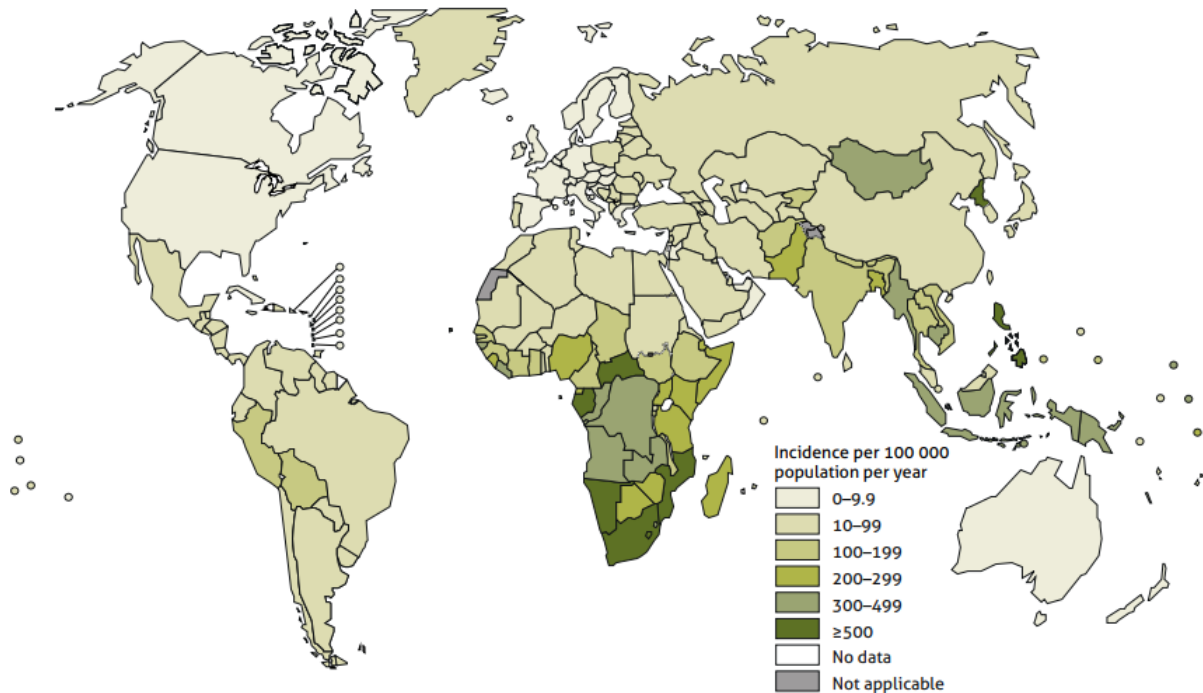 Incidence per 100 000
population per year
0–9.9
10–99
100–199
200–299
300–499
≥500
No data
Not applicable